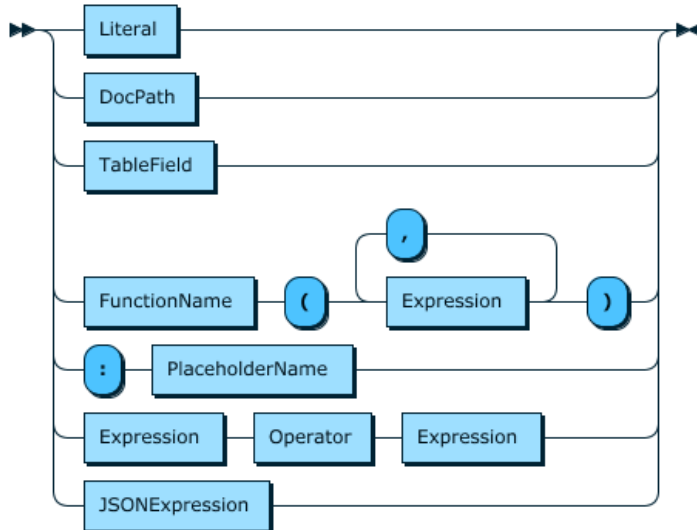 Literal
DocPath
TableField
,
FunctionName ( Expression )
: PlaceholderName
Expression Operator Expression
JSONExpression